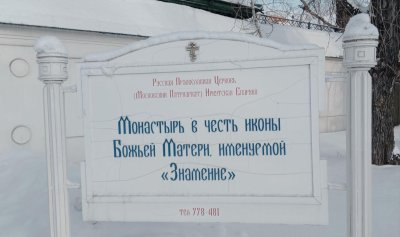 Русская Православная Церковь
(Московский Патриархат) Иркутская Епархия
Монастырь в честь иконы
Божьей Матери, именуемой
«Знамение»
тел 778-481